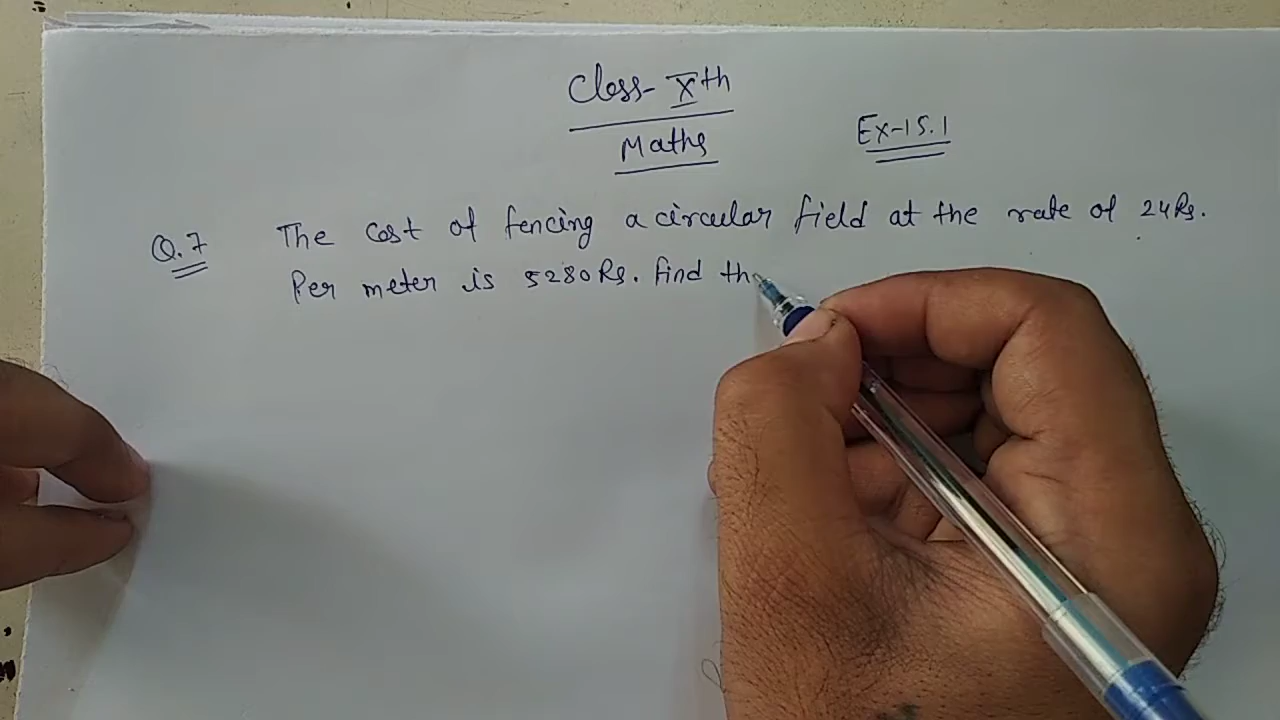 Class-Xth
Maths
Ex-15.1
Q.7 The cost of fencing a circular field at the rate of 24Rs.
Per meter is 5280Rs. find th